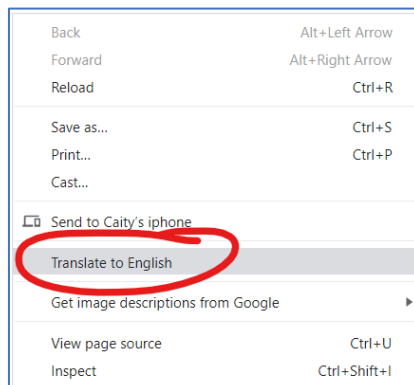 Back Alt+Left Arrow
Forward Alt+Right Arrow
Reload Ctrl+R
Save as... Ctrl+S
Print... Ctrl+P
Cast...
Send to Caity's iphone
Translate to English
Get image descriptions from Google
View page source Ctrl+U
Inspect Ctrl+Shift+I